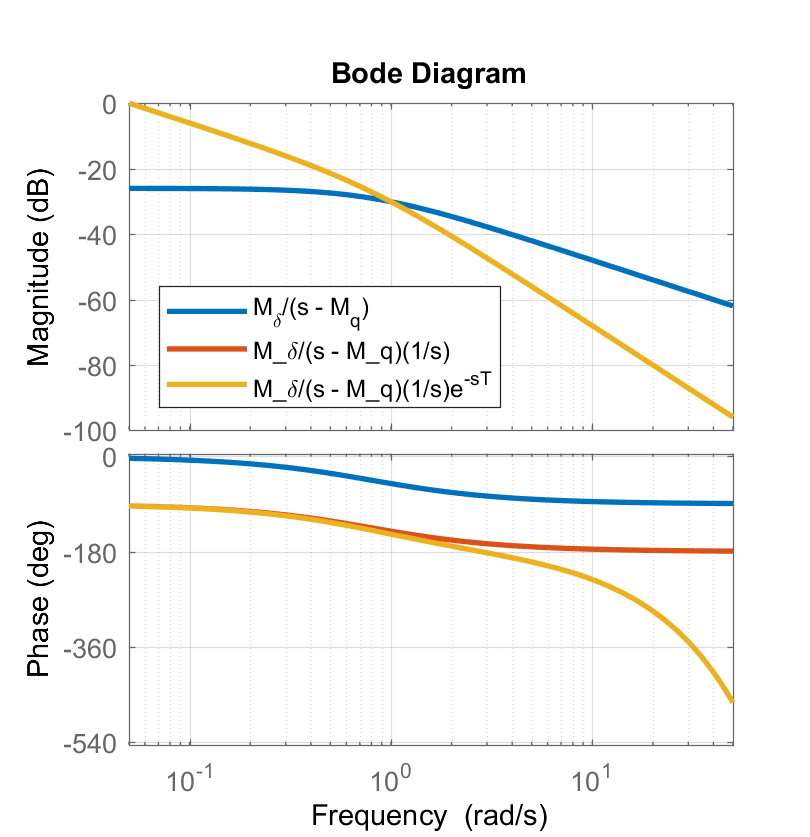 Bode Diagram
Magnitude (dB)
0
-20
-40
-60
-80
-100
M_δ/(s - M_q)
M_δ/(s - M_q)(1/s)
M_δ/(s - M_q)(1/s)e^-sT
Phase (deg)
0
-180
-360
-540
10^-1 10^0 10^1
Frequency (rad/s)